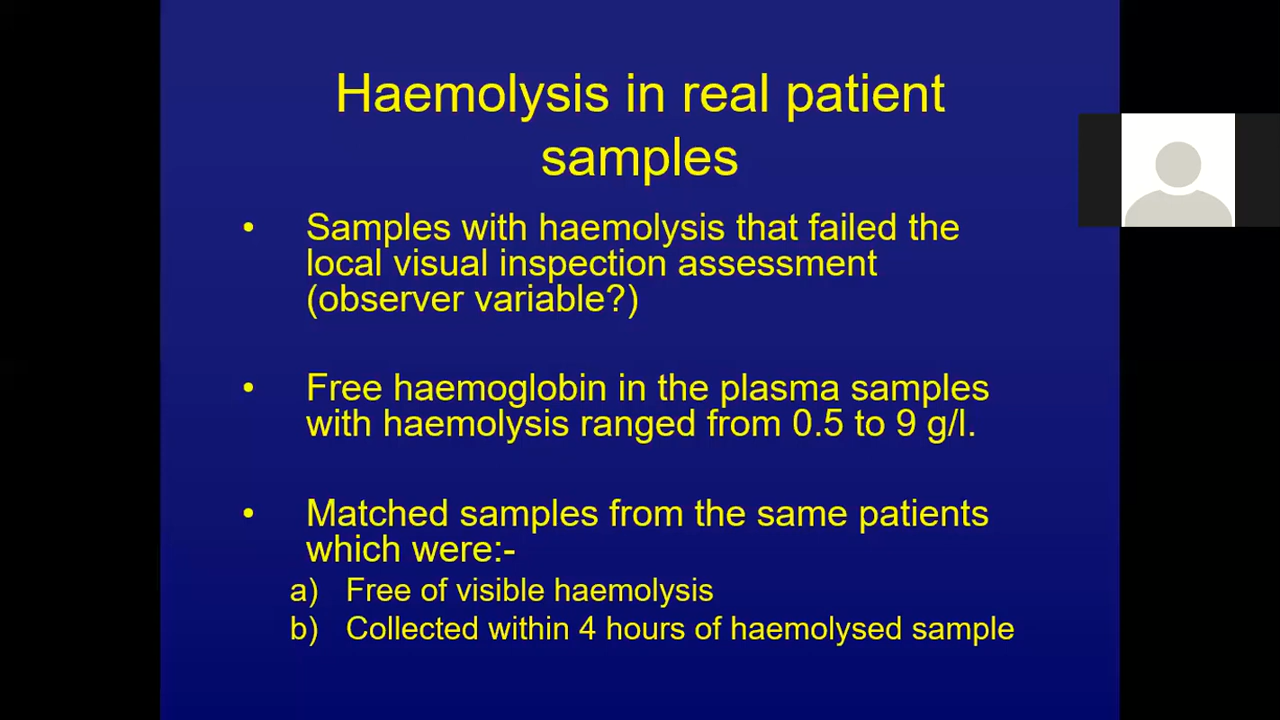 Haemolysis in real patient
samples
• Samples with haemolysis that failed the
local visual inspection assessment
(observer variable?)
• Free haemoglobin in the plasma samples
with haemolysis ranged from 0.5 to 9 g/l.
• Matched samples from the same patients
which were:-
a) Free of visible haemolysis
b) Collected within 4 hours of haemolysed sample